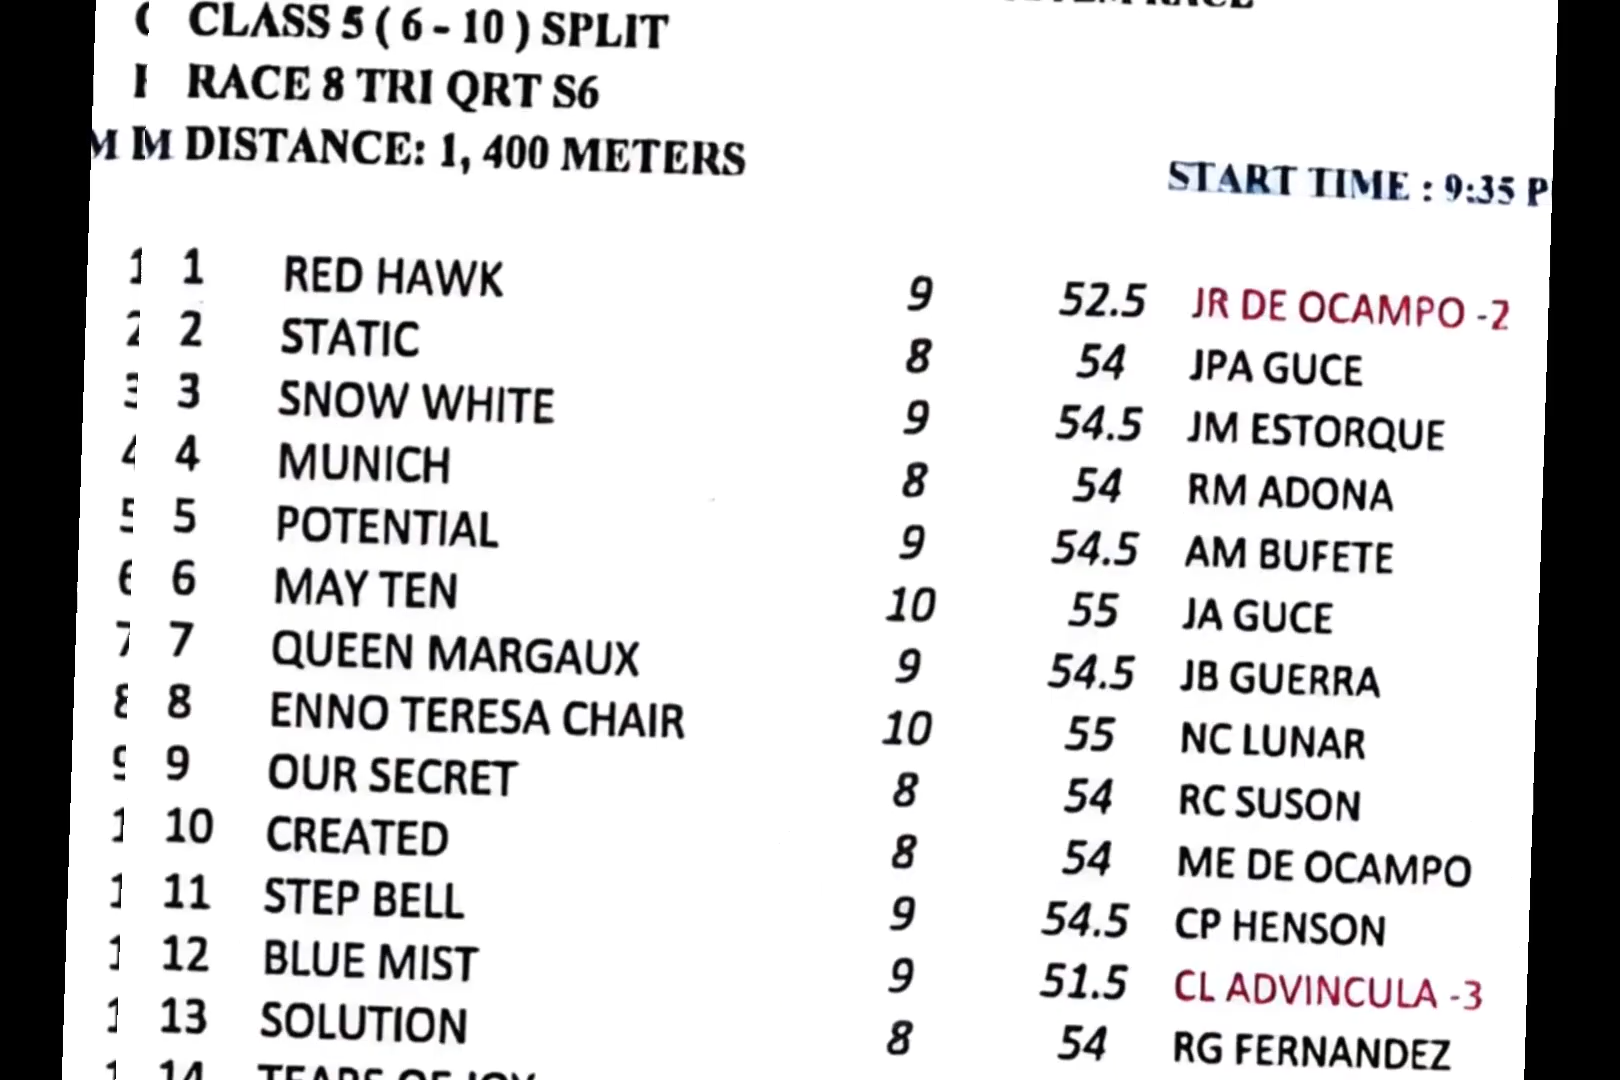 CLASS 5 ( 6 - 10 ) SPLIT
RACE 8 TRI QRT S6
DISTANCE: 1, 400 METERS
START TIME : 9:35 P
1 RED HAWK 9 52.5 JR DE OCAMPO -2
2 STATIC 8 54 JPA GUCE
3 SNOW WHITE 9 54.5 JM ESTORQUE
4 MUNICH 8 54 RM ADONA
5 POTENTIAL 9 54.5 AM BUFETE
6 MAY TEN 10 55 JA GUCE
7 QUEEN MARGAUX 9 54.5 JB GUERRA
8 ENNO TERESA CHAIR 10 55 NC LUNAR
9 OUR SECRET 8 54 RC SUSON
10 CREATED 8 54 ME DE OCAMPO
11 STEP BELL 9 54.5 CP HENSON
12 BLUE MIST 9 51.5 CL ADVINCULA -3
13 SOLUTION 8 54 RG FERNANDEZ
14 TEARS OF JOY